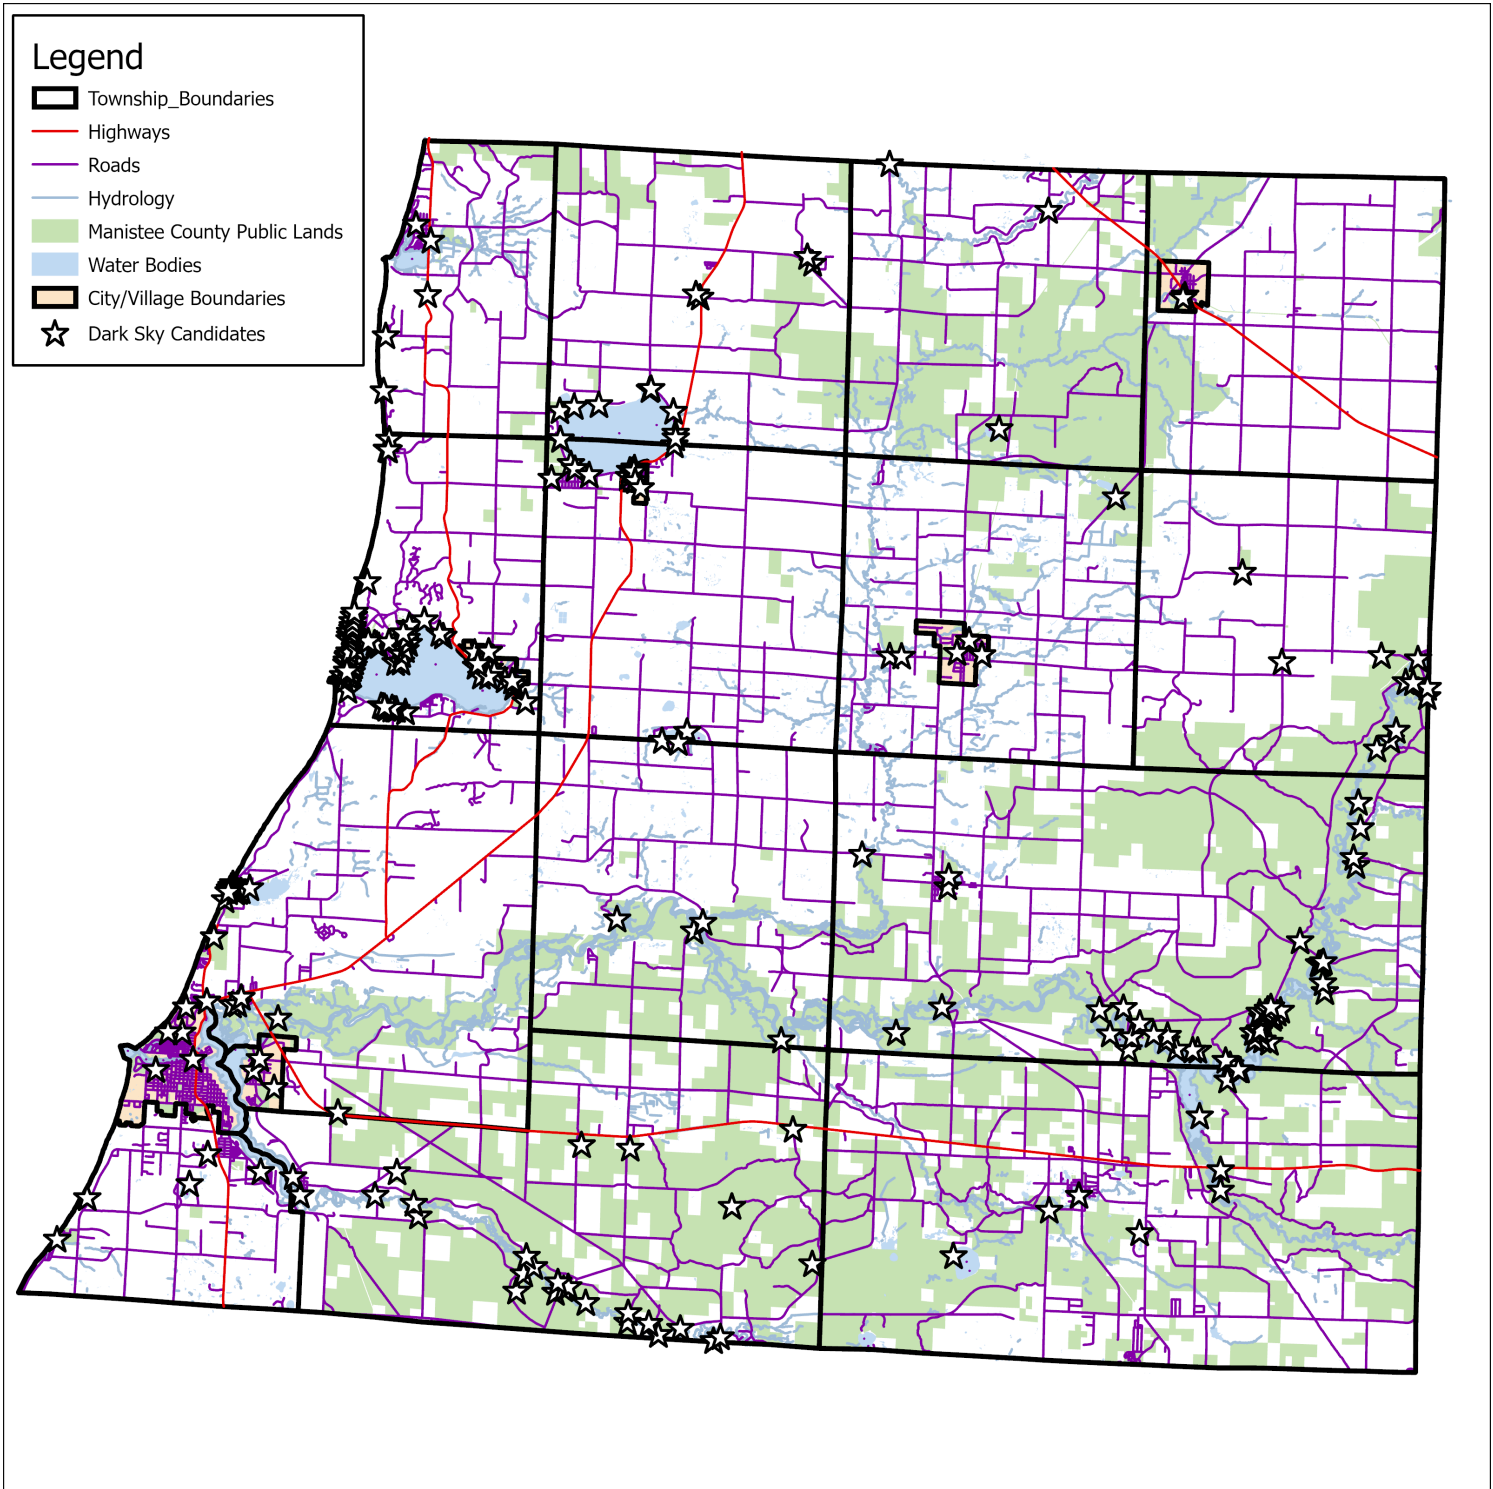 Legend
Township_Boundaries
Highways
Roads
Hydrology
Manistee County Public Lands
Water Bodies
City/Village Boundaries
Dark Sky Candidates